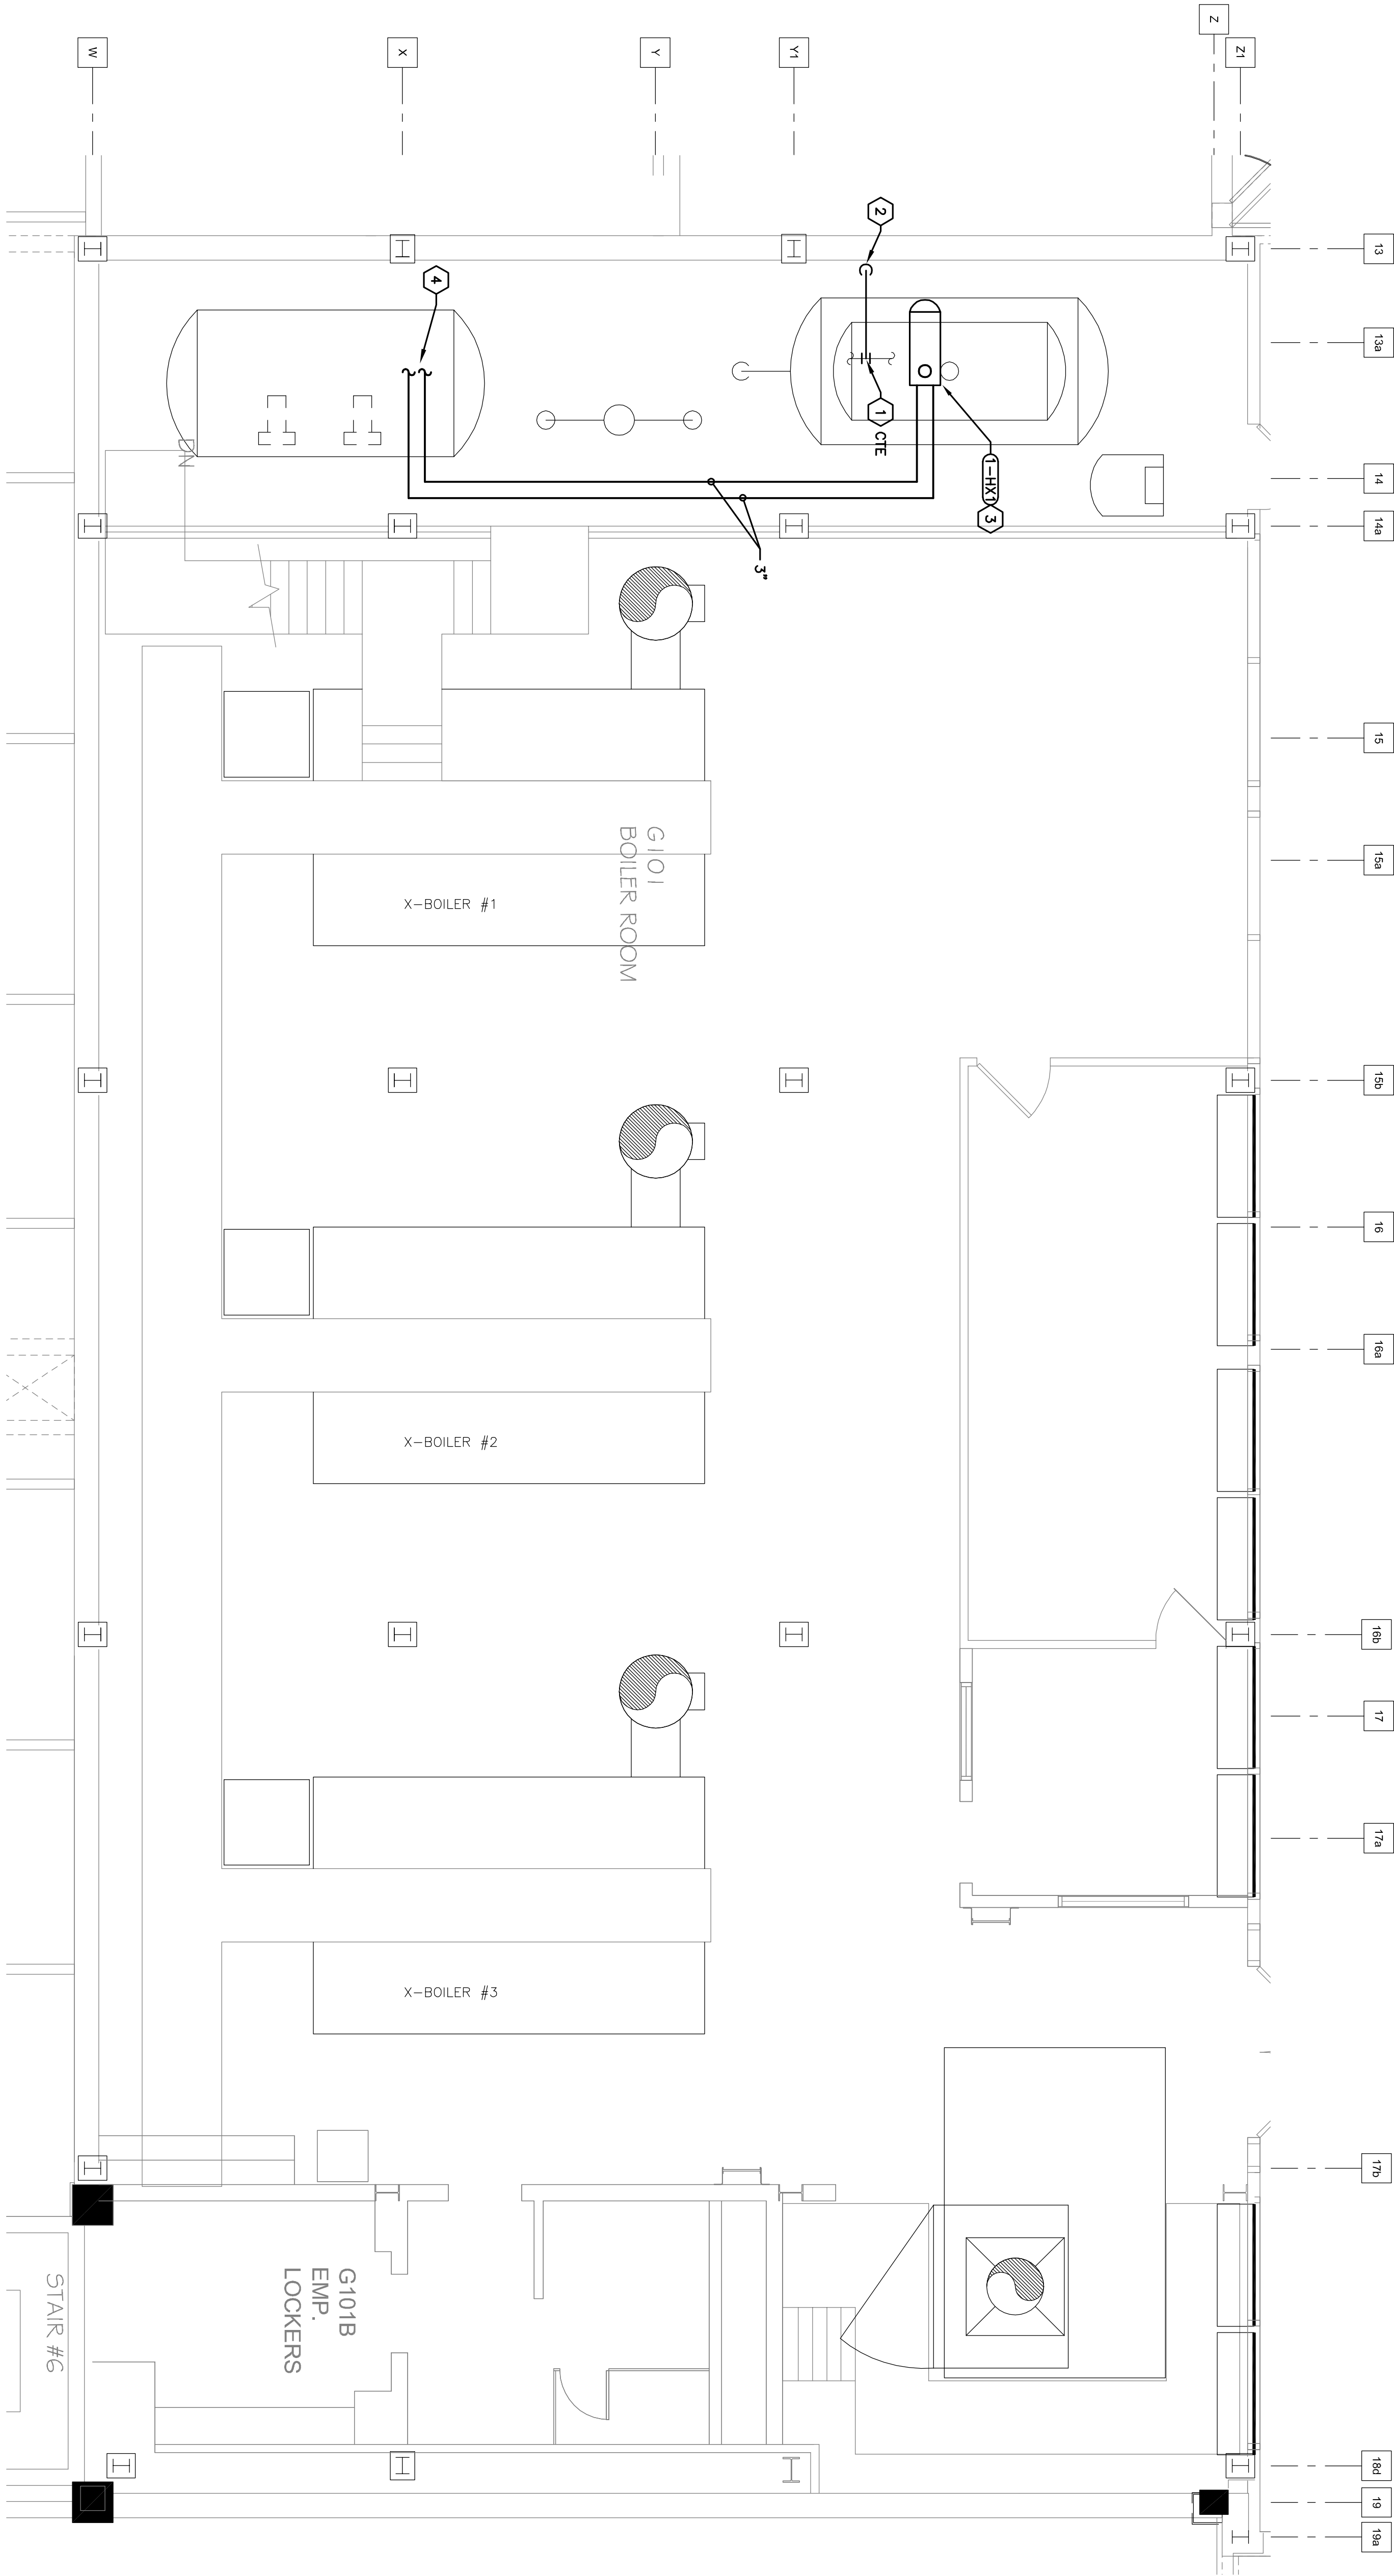 W
X
Y
Y1
Z
Z1
13
13a
14
14a
15
15a
15b
16
16a
16b
17
17a
17b
18d
19
19a
2
4
1
CTE
1-HX1
3
3"
DN
G101
BOILER ROOM
X-BOILER #1
X-BOILER #2
X-BOILER #3
G101B
EMP.
LOCKERS
STAIR #6